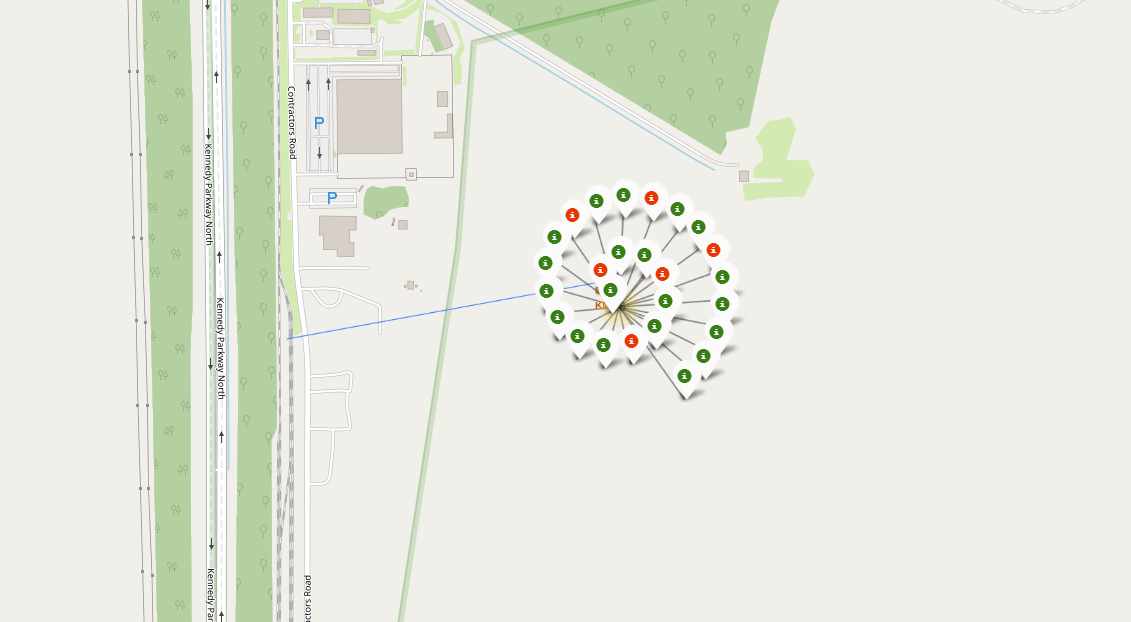 Contractors Road
P
Kennedy Parkway North
P
Kennedy Parkway North
Kennedy Par
ctors Road